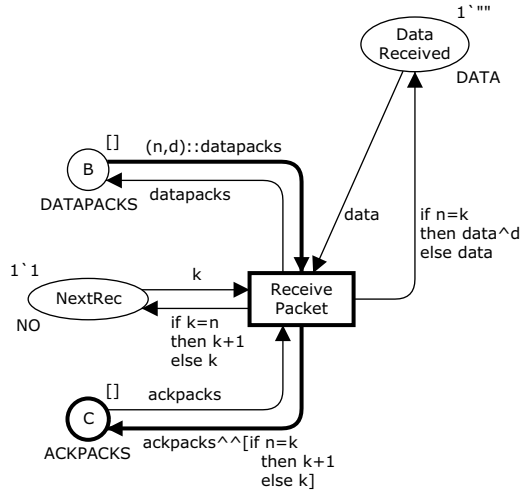 1`""
Data
Received
DATA
[]
(n,d)::datapacks
B
datapacks
DATAPACKS
data
if n=k
then data^d
else data
1`1
k
NextRec
NO
Receive
Packet
if k=n
then k+1
else k
[]
ackpacks
C
ackpacks^^[if n=k
then k+1
else k]
ACKPACKS